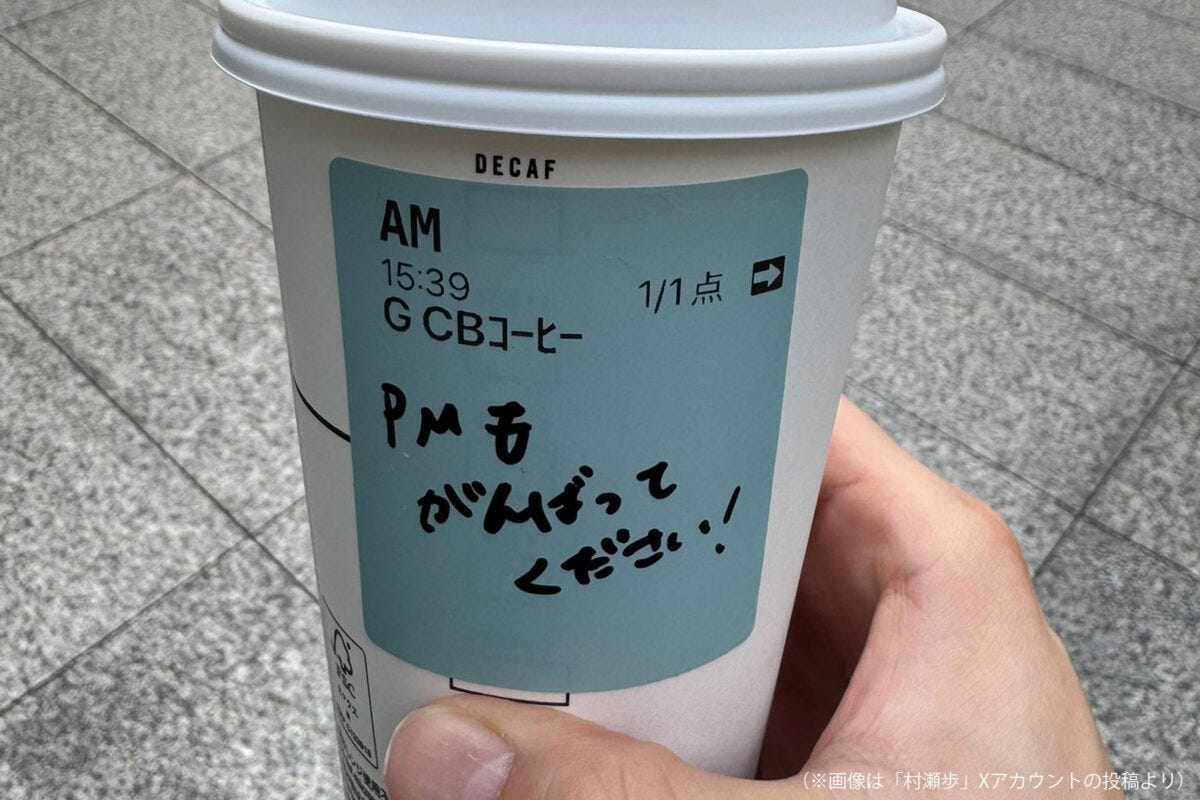 DECAF
AM
15:39
1/1点
G CBコーヒー
PMも
がんばって
ください!
(※画像は「村瀬歩」Xアカウントの投稿より)